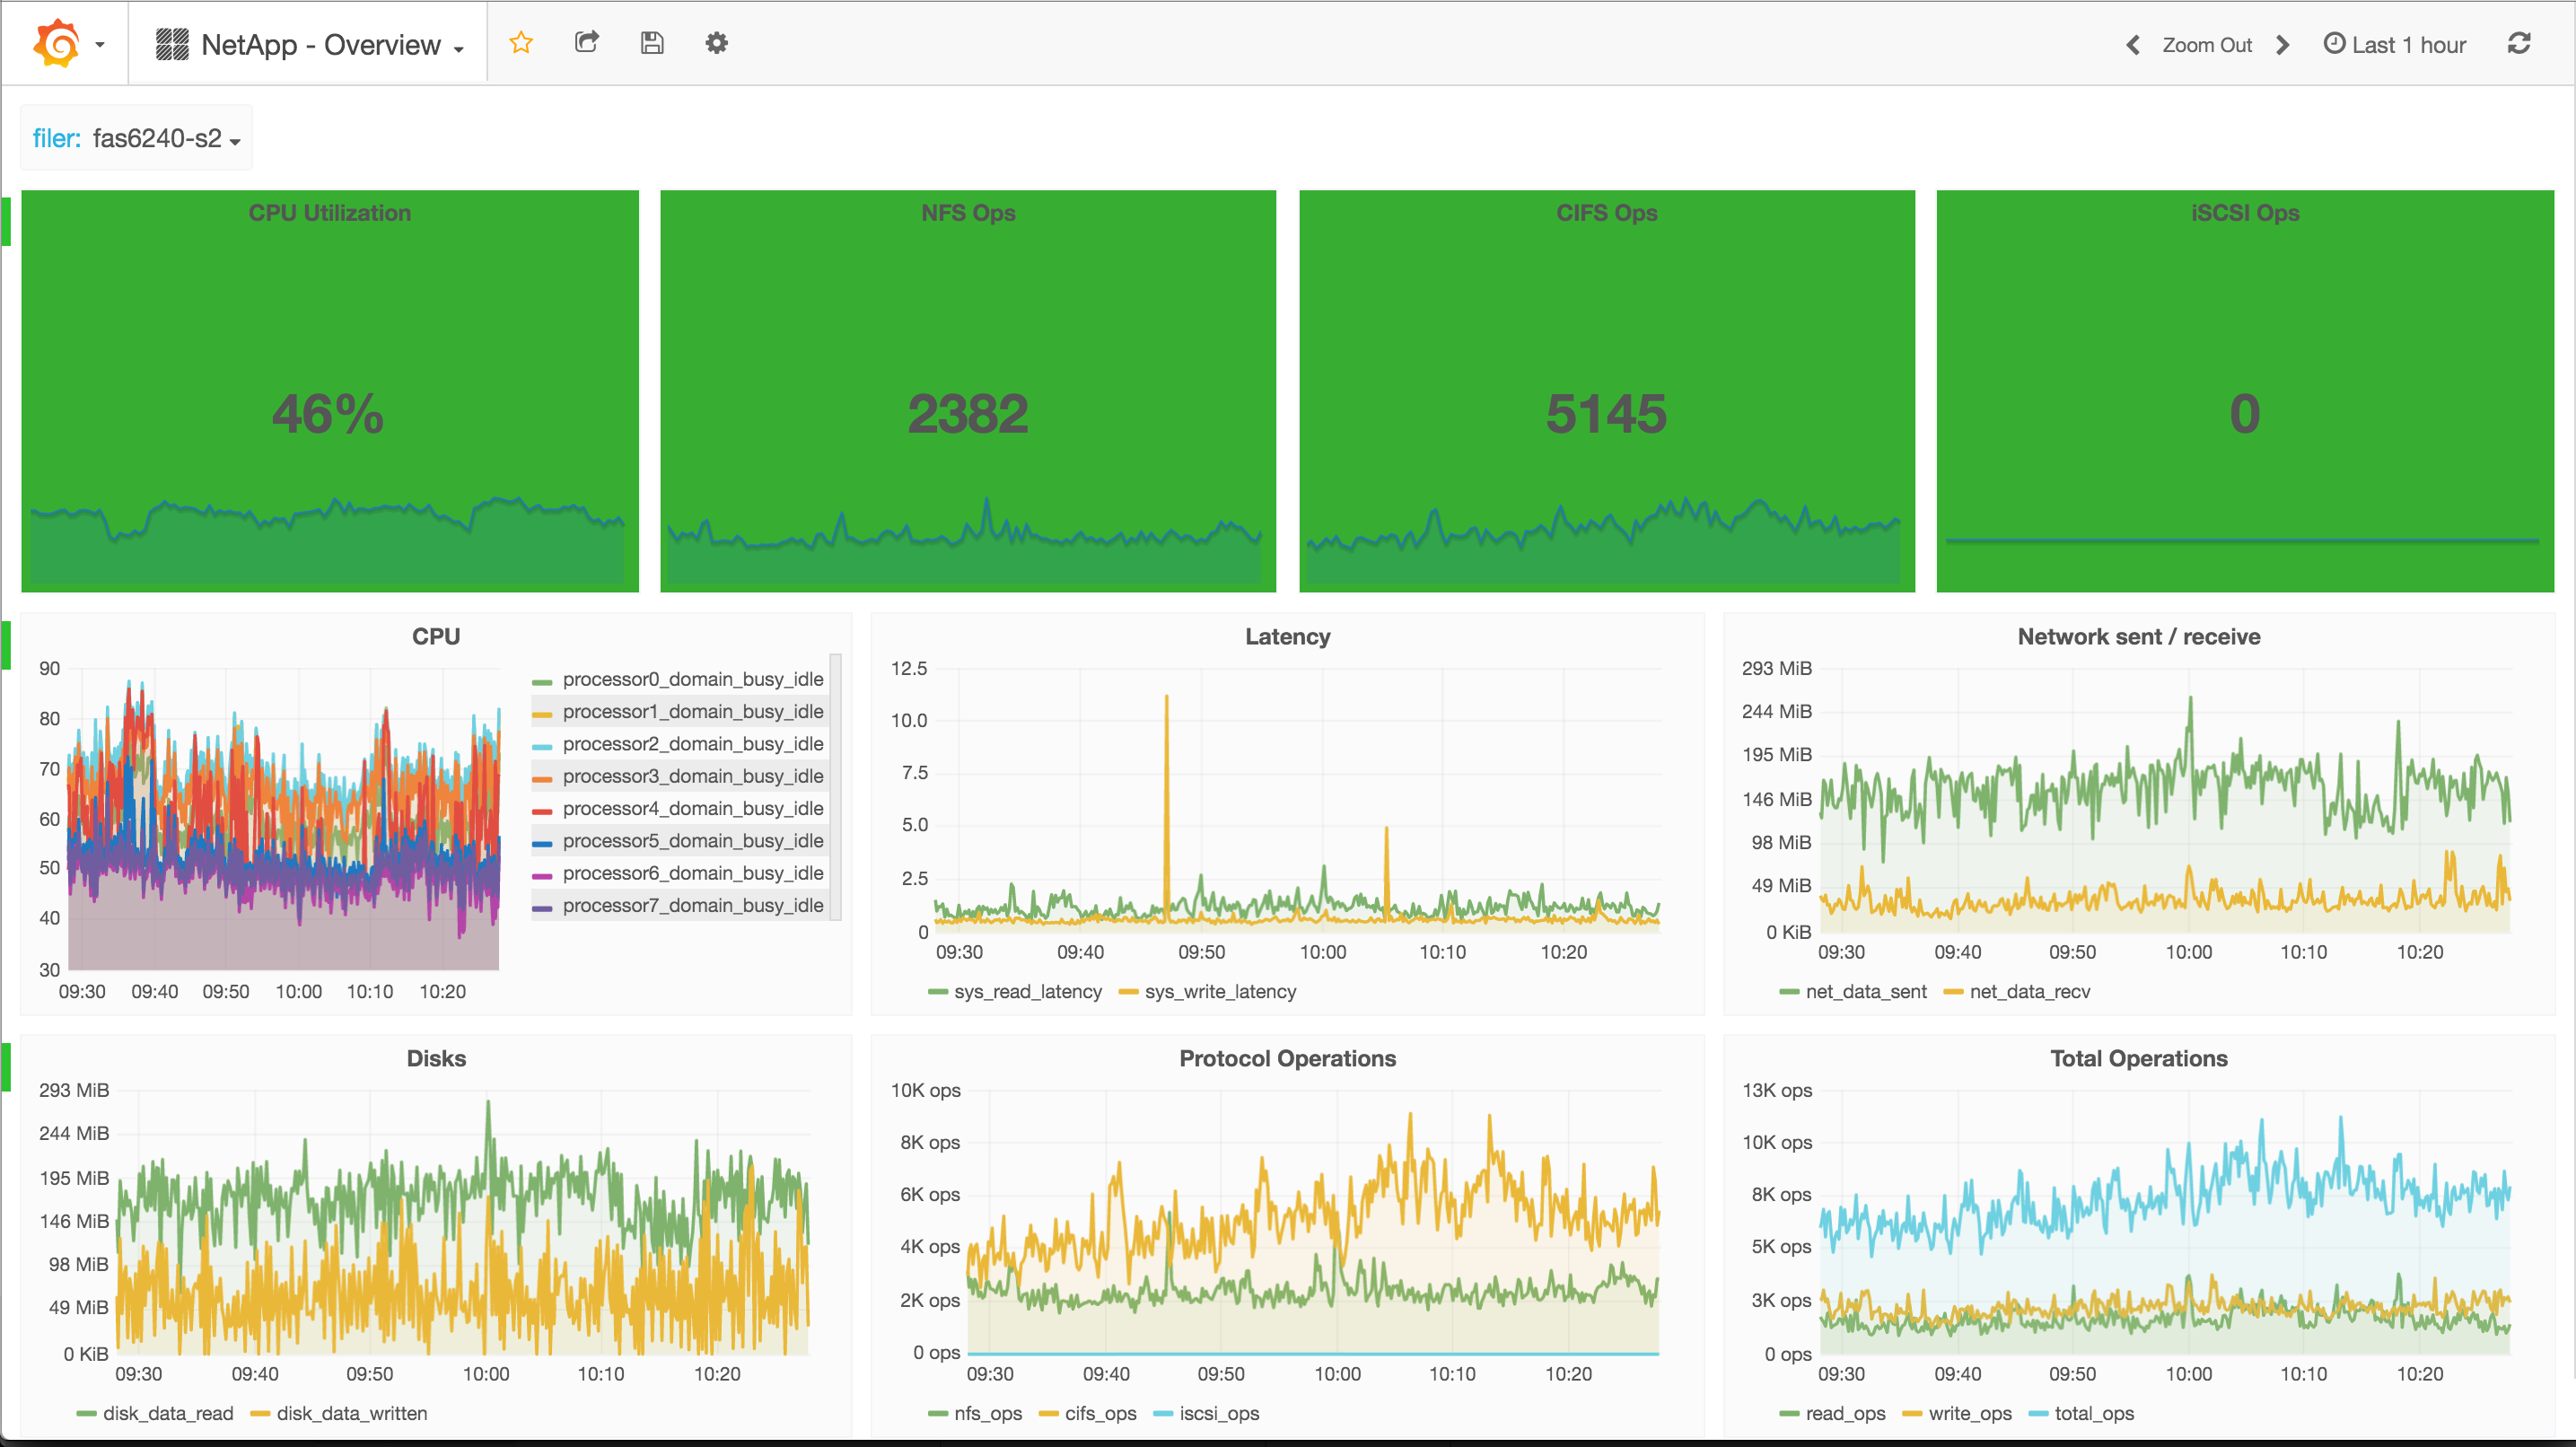 NetApp - Overview
Zoom Out
Last 1 hour
filer: fas6240-s2
CPU Utilization
46%
NFS Ops
2382
CIFS Ops
5145
iSCSI Ops
0
CPU
90
80
70
60
50
40
30
09:30 09:40 09:50 10:00 10:10 10:20
processor0_domain_busy_idle
processor1_domain_busy_idle
processor2_domain_busy_idle
processor3_domain_busy_idle
processor4_domain_busy_idle
processor5_domain_busy_idle
processor6_domain_busy_idle
processor7_domain_busy_idle
Latency
12.5
10.0
7.5
5.0
2.5
0
09:30 09:40 09:50 10:00 10:10 10:20
sys_read_latency sys_write_latency
Network sent / receive
293 MiB
244 MiB
195 MiB
146 MiB
98 MiB
49 MiB
0 KiB
09:30 09:40 09:50 10:00 10:10 10:20
net_data_sent net_data_recv
Disks
293 MiB
244 MiB
195 MiB
146 MiB
98 MiB
49 MiB
0 KiB
09:30 09:40 09:50 10:00 10:10 10:20
disk_data_read disk_data_written
Protocol Operations
10K ops
8K ops
6K ops
4K ops
2K ops
0 ops
09:30 09:40 09:50 10:00 10:10 10:20
nfs_ops cifs_ops iscsi_ops
Total Operations
13K ops
10K ops
8K ops
5K ops
3K ops
0 ops
09:30 09:40 09:50 10:00 10:10 10:20
read_ops write_ops total_ops